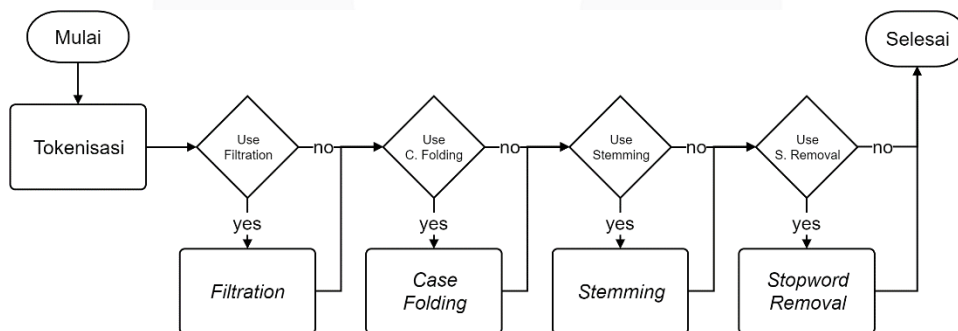 Mulai
Selesai
Tokenisasi
Use
Filtration
no
Use
C. Folding
no
Use
Stemming
no
Use
S. Removal
no
yes
yes
yes
yes
Filtration
Case
Folding
Stemming
Stopword
Removal